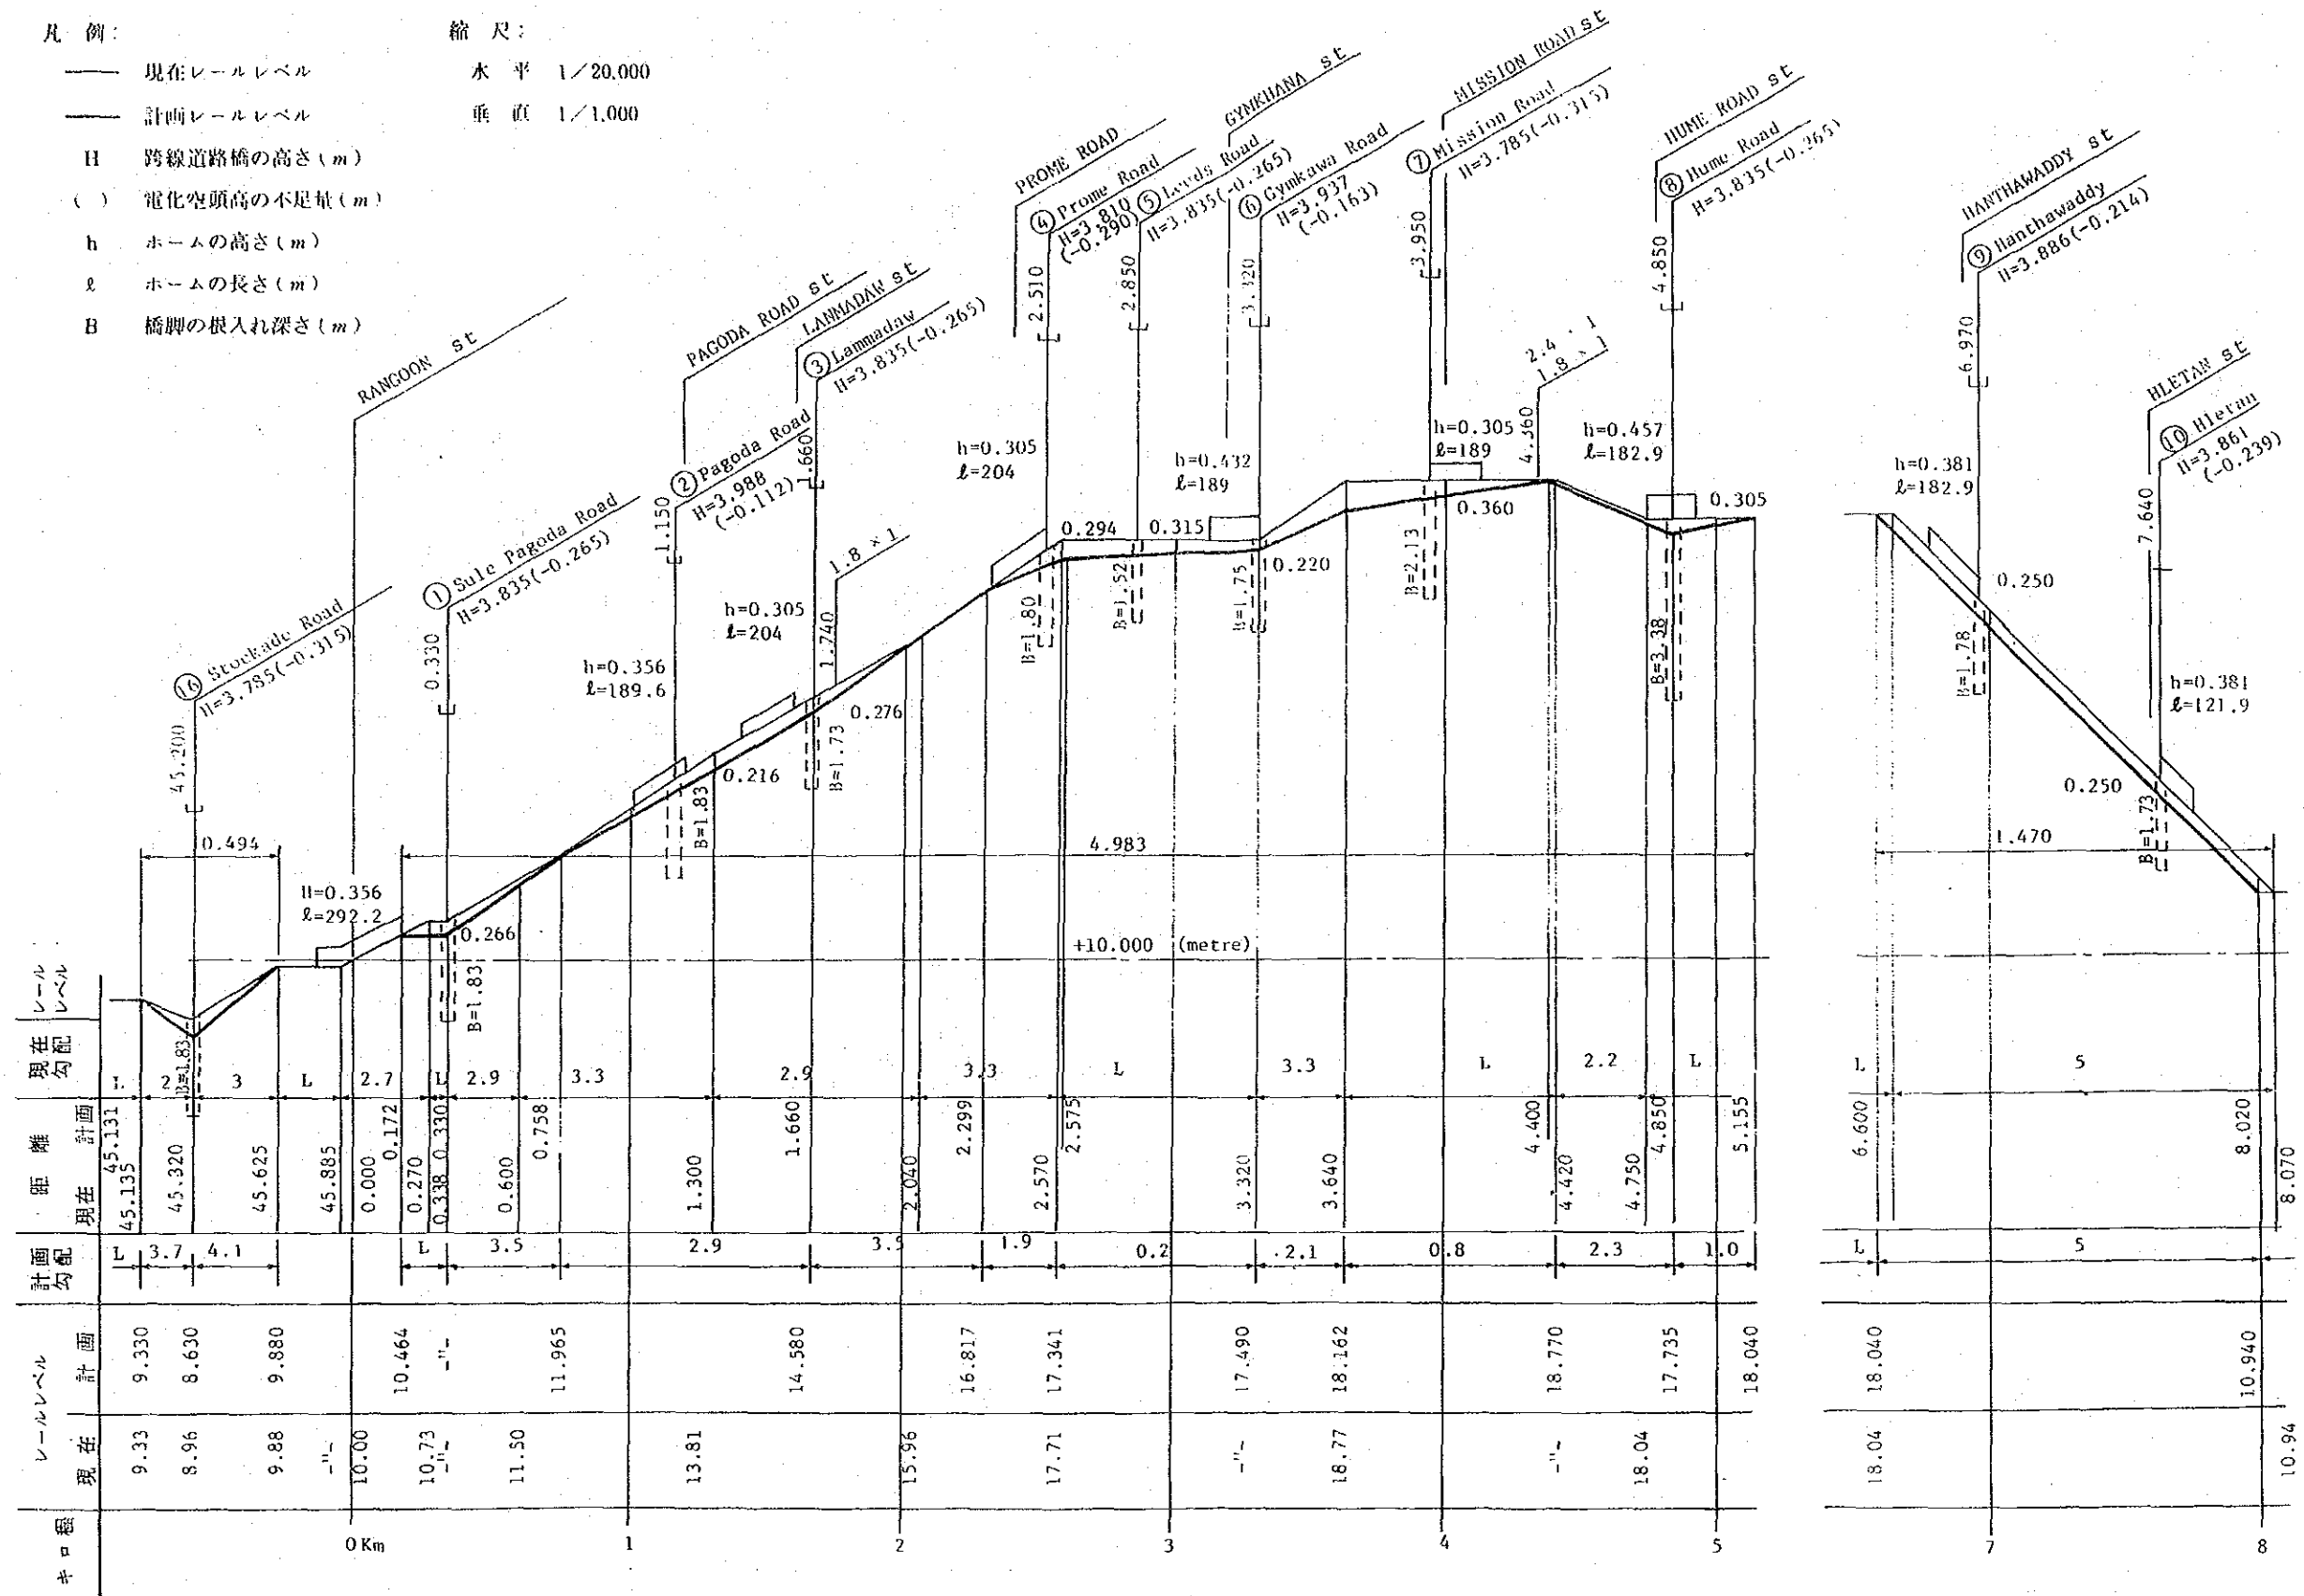 凡 例：
現在レールレベル
計画レールレベル
H 跨線道路橋の高さ（m）
（ ） 電化空頭高の不足量（m）
h ホームの高さ（m）
ℓ ホームの長さ（m）
B 橋脚の根入れ深さ（m）
縮 尺：
水 平 1／20,000
垂 直 1／1,000
RANGOON st
PAGODA ROAD st
LANMADAW st
PROME ROAD
GYMKHANA st
MISSION ROAD st
HUME ROAD st
HANTHAWADDY st
HLETAN st
⑯ Stockade Road
H=3.785(-0.315)
45.200
① Sule Pagoda Road
H=3.835(-0.265)
0.330
② Pagoda Road
H=3.988
(-0.112)
1.150
③ Lammadaw
H=3.835(-0.265)
1.660
④ Prome Road
H=3.810
(-0.290)
2.510
⑤ Leeds Road
H=3.835(-0.265)
2.850
⑥ Gymkawa Road
H=3.937
(-0.163)
3.320
⑦ Mission Road
H=3.785(-0.315)
3.950
⑧ Hume Road
H=3.835(-0.265)
4.850
⑨ Hanthawaddy
H=3.886(-0.214)
6.970
⑩ Hletan
H=3.861
(-0.239)
7.640
1.8 × 1
1.740
2.4 × 1
1.8 × 1
4.360
H=0.356
ℓ=292.2
h=0.356
ℓ=189.6
h=0.305
ℓ=204
h=0.305
ℓ=204
h=0.432
ℓ=189
h=0.305
ℓ=189
h=0.457
ℓ=182.9
h=0.381
ℓ=182.9
h=0.381
ℓ=121.9
0.266
0.216
0.276
0.294
0.315
0.220
0.360
0.305
0.250
0.250
B=1.83
B=1.83
B=1.83
B=1.73
B=1.80
B=1.52
B=1.75
B=2.13
B=3.38
B=1.78
B=1.73
0.494
4.983
1.470
+10.000 (metre)
レール
レベル
現在
勾配
2 3 L 2.7 L 2.9 3.3 2.9 3.3 L 3.3 L 2.2 L L 5
距 離
計画
45.131 0.172 0.330 0.758 1.660 2.299 2.575 4.400 4.850 5.155 6.600 8.020
現在
45.135 45.320 45.625 45.885 0.000 0.270 0.338 0.600 1.300 2.040 2.570 3.320 3.640 4.420 4.750 8.070
計画
勾配
L 3.7 4.1 L 3.5 2.9 1.9 0.2 2.1 0.8 2.3 1.0 L 5
レールレベル
計 画
9.330 8.630 9.880 10.464 -"- 11.965 14.580 16.817 17.341 17.490 18.162 18.770 17.735 18.040 18.040 10.940
現 在
9.33 8.96 9.88 -"- 10.00 10.73 -"- 11.50 13.81 15.96 17.71 -"- 18.77 -"- 18.04 18.04 10.94
キロ程
0 Km 1 2 3 4 5 7 8